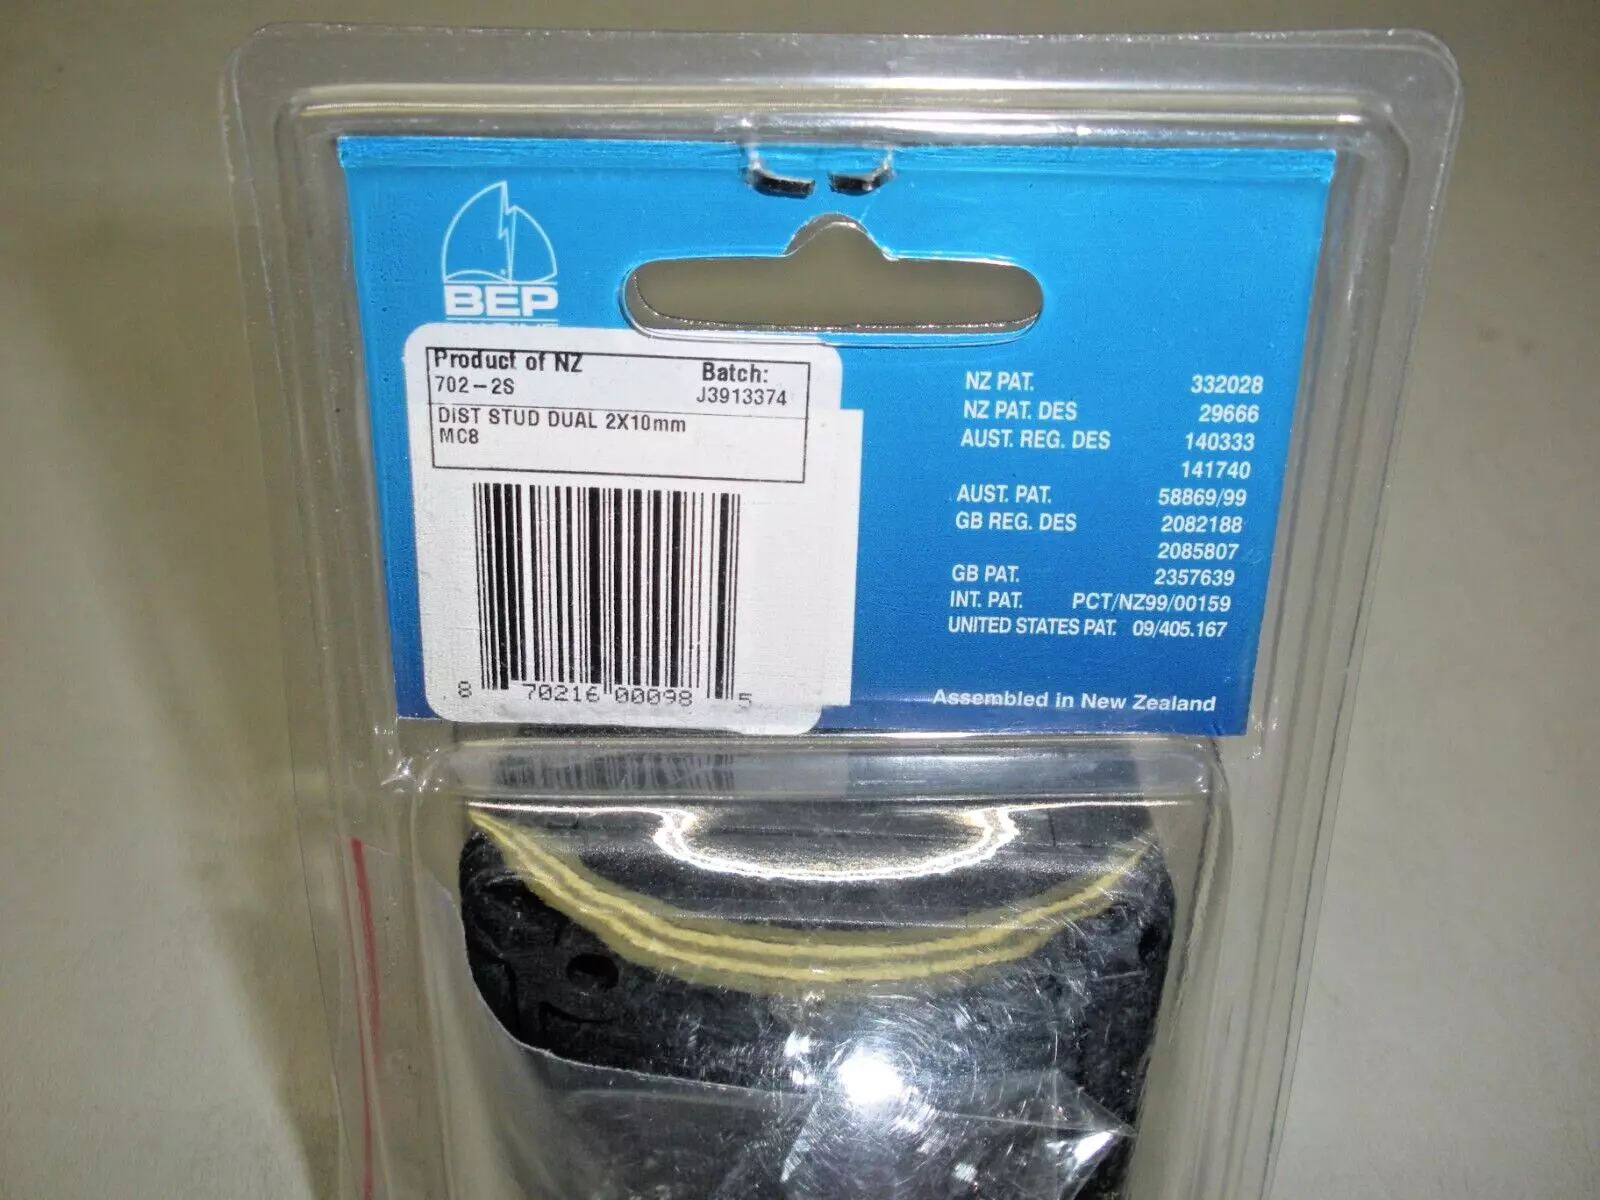 BEP
Product of NZ
Batch:
702-2S
J3913374
DIST STUD DUAL 2X10mm
MC8
8 70216 00098 5
NZ PAT. 332028
NZ PAT. DES 29666
AUST. REG. DES 140333
141740
AUST. PAT. 58869/99
GB REG. DES 2082188
2085807
GB PAT. 2357639
INT. PAT. PCT/NZ99/00159
UNITED STATES PAT. 09/405.167
Assembled in New Zealand